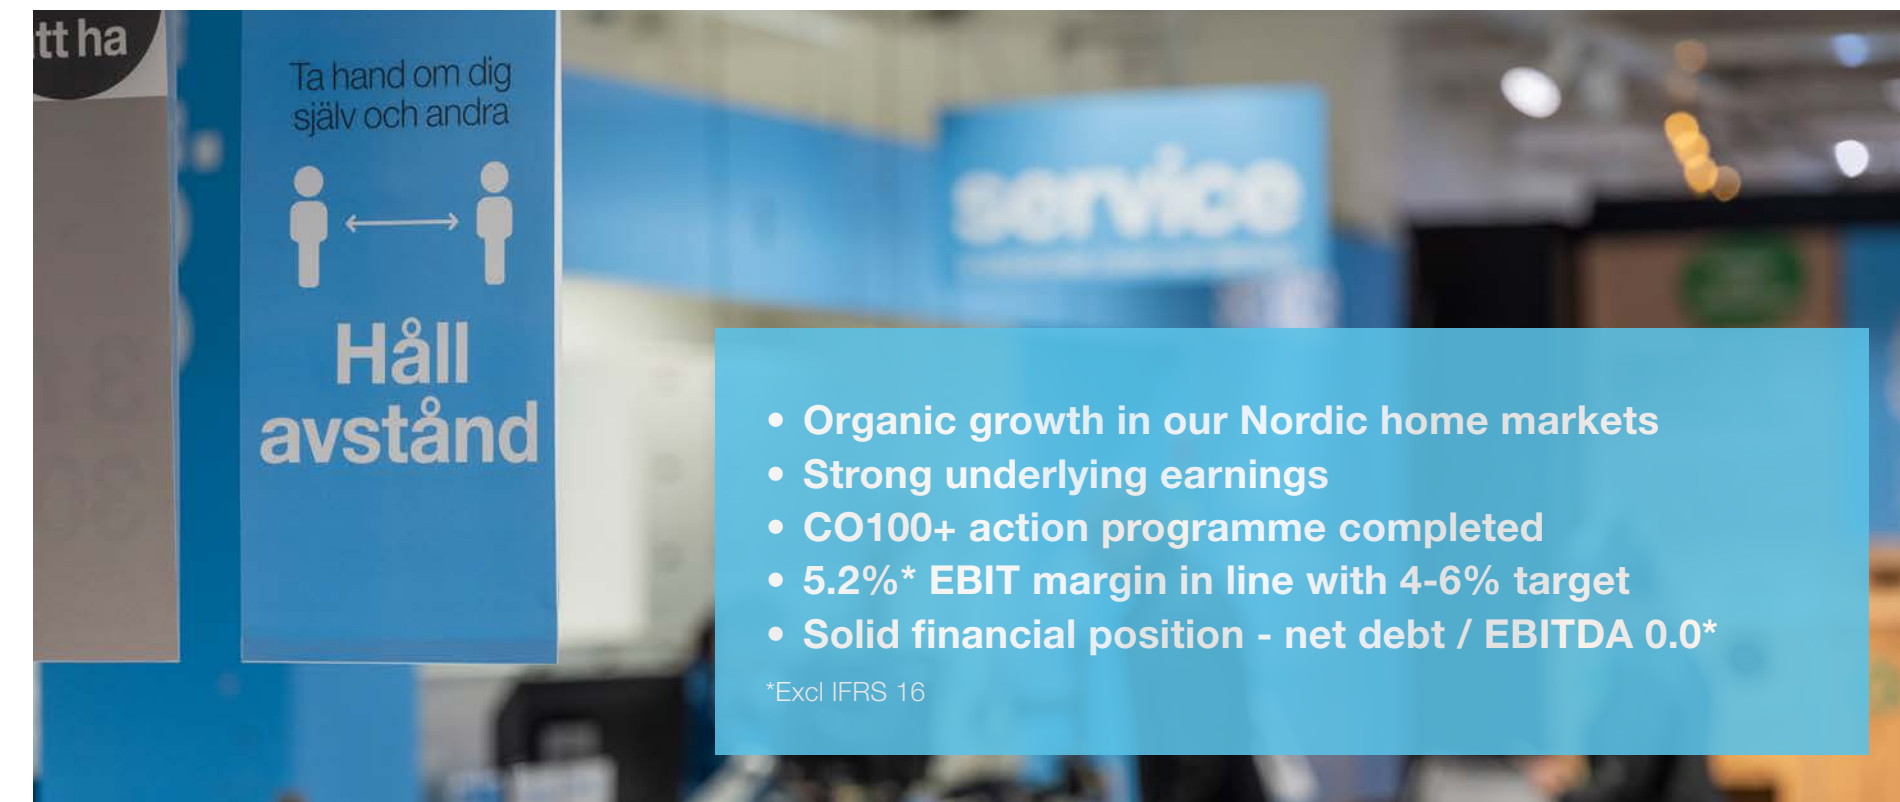 tt ha
Ta hand om dig
själv och andra
Håll
avstånd
service
• Organic growth in our Nordic home markets
• Strong underlying earnings
• CO100+ action programme completed
• 5.2%* EBIT margin in line with 4-6% target
• Solid financial position - net debt / EBITDA 0.0*
*Excl IFRS 16